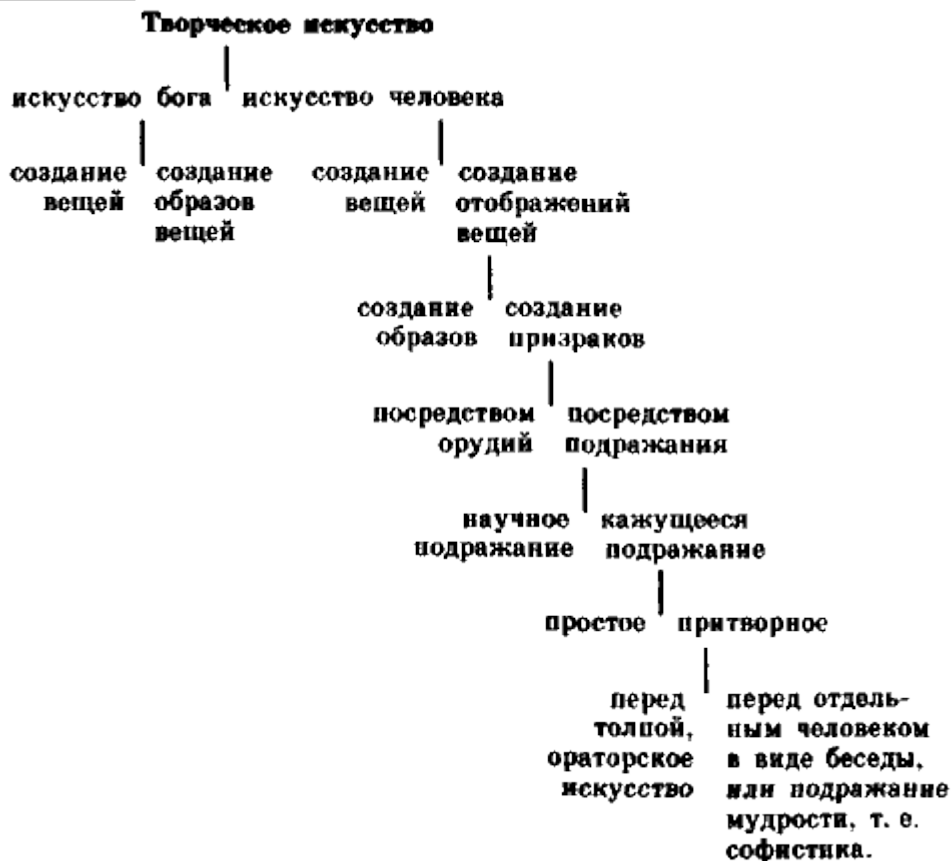 Творческое искусство
искусство бога искусство человека
создание создание создание создание
вещей образов вещей отображений
вещей вещей
создание создание
образов призраков
посредством посредством
орудий подражания
научное кажущееся
подражание подражание
простое притворное
перед перед отдель-
толпой, ным человеком
ораторское в виде беседы,
искусство или подражание
мудрости, т. е.
софистика.